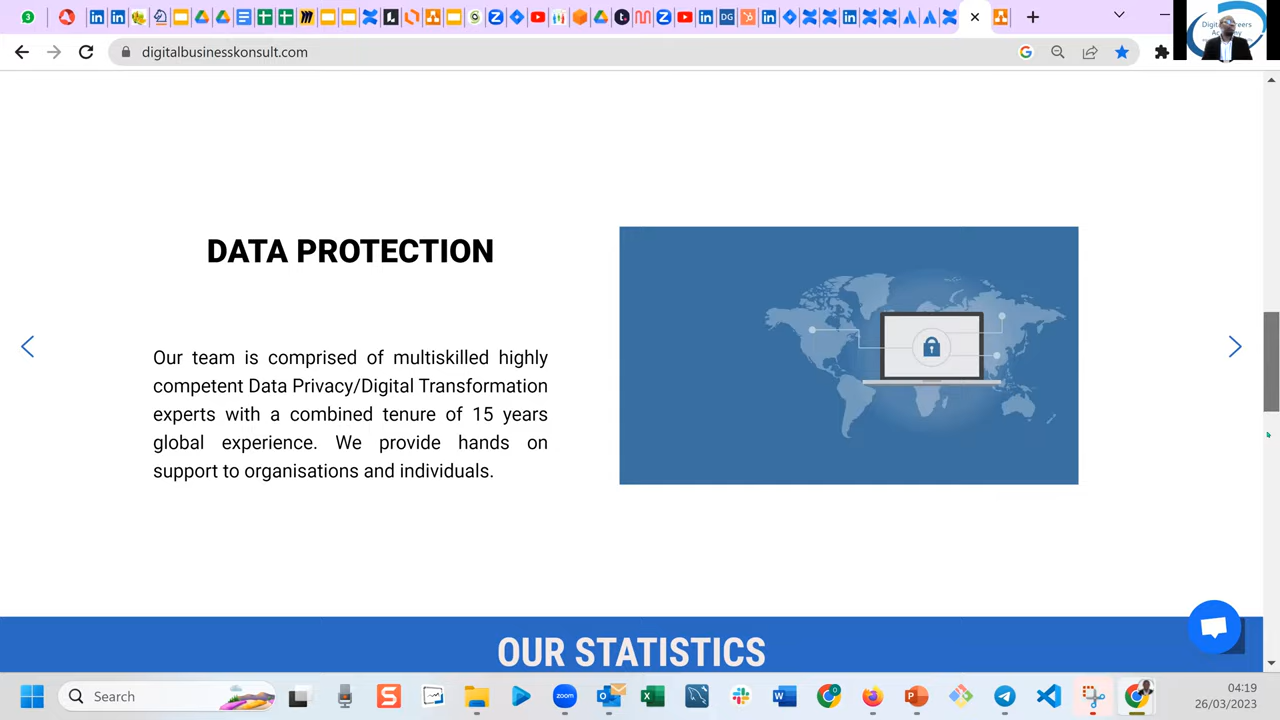 digitalbusinesskonsult.com
DATA PROTECTION
Our team is comprised of multiskilled highly
competent Data Privacy/Digital Transformation
experts with a combined tenure of 15 years
global experience. We provide hands on
support to organisations and individuals.
OUR STATISTICS
Search
04:19
26/03/2023